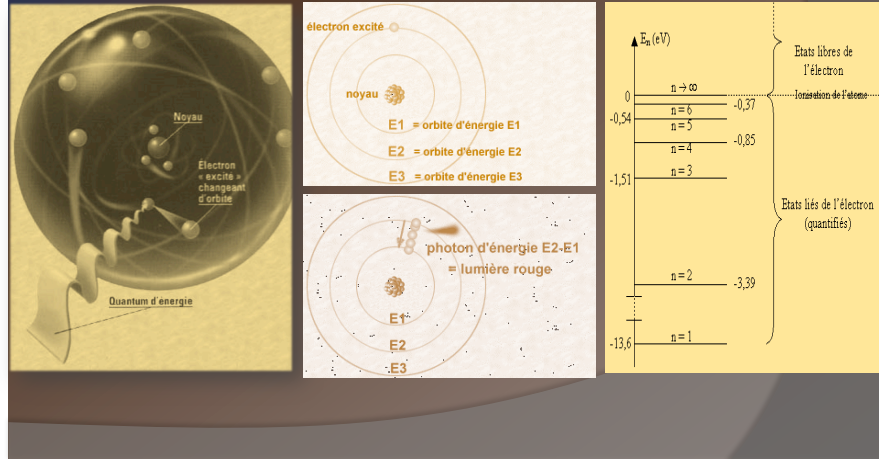 Noyau
Électron
« excité »
changeant
d'orbite
Quantum d'énergie
électron excité
noyau
E1 = orbite d'énergie E1
E2 = orbite d'énergie E2
E3 = orbite d'énergie E3
photon d'énergie E2-E1
= lumière rouge
E1
E2
E3
En (eV)
Etats libres de
l'électron
n→∞
Ionisation de l'atome
0
n = 6
-0,37
-0,54
n = 5
-0,85
n = 4
n = 3
-1,51
Etats liés de l'électron
(quantifiés)
n = 2
-3,39
n = 1
-13,6